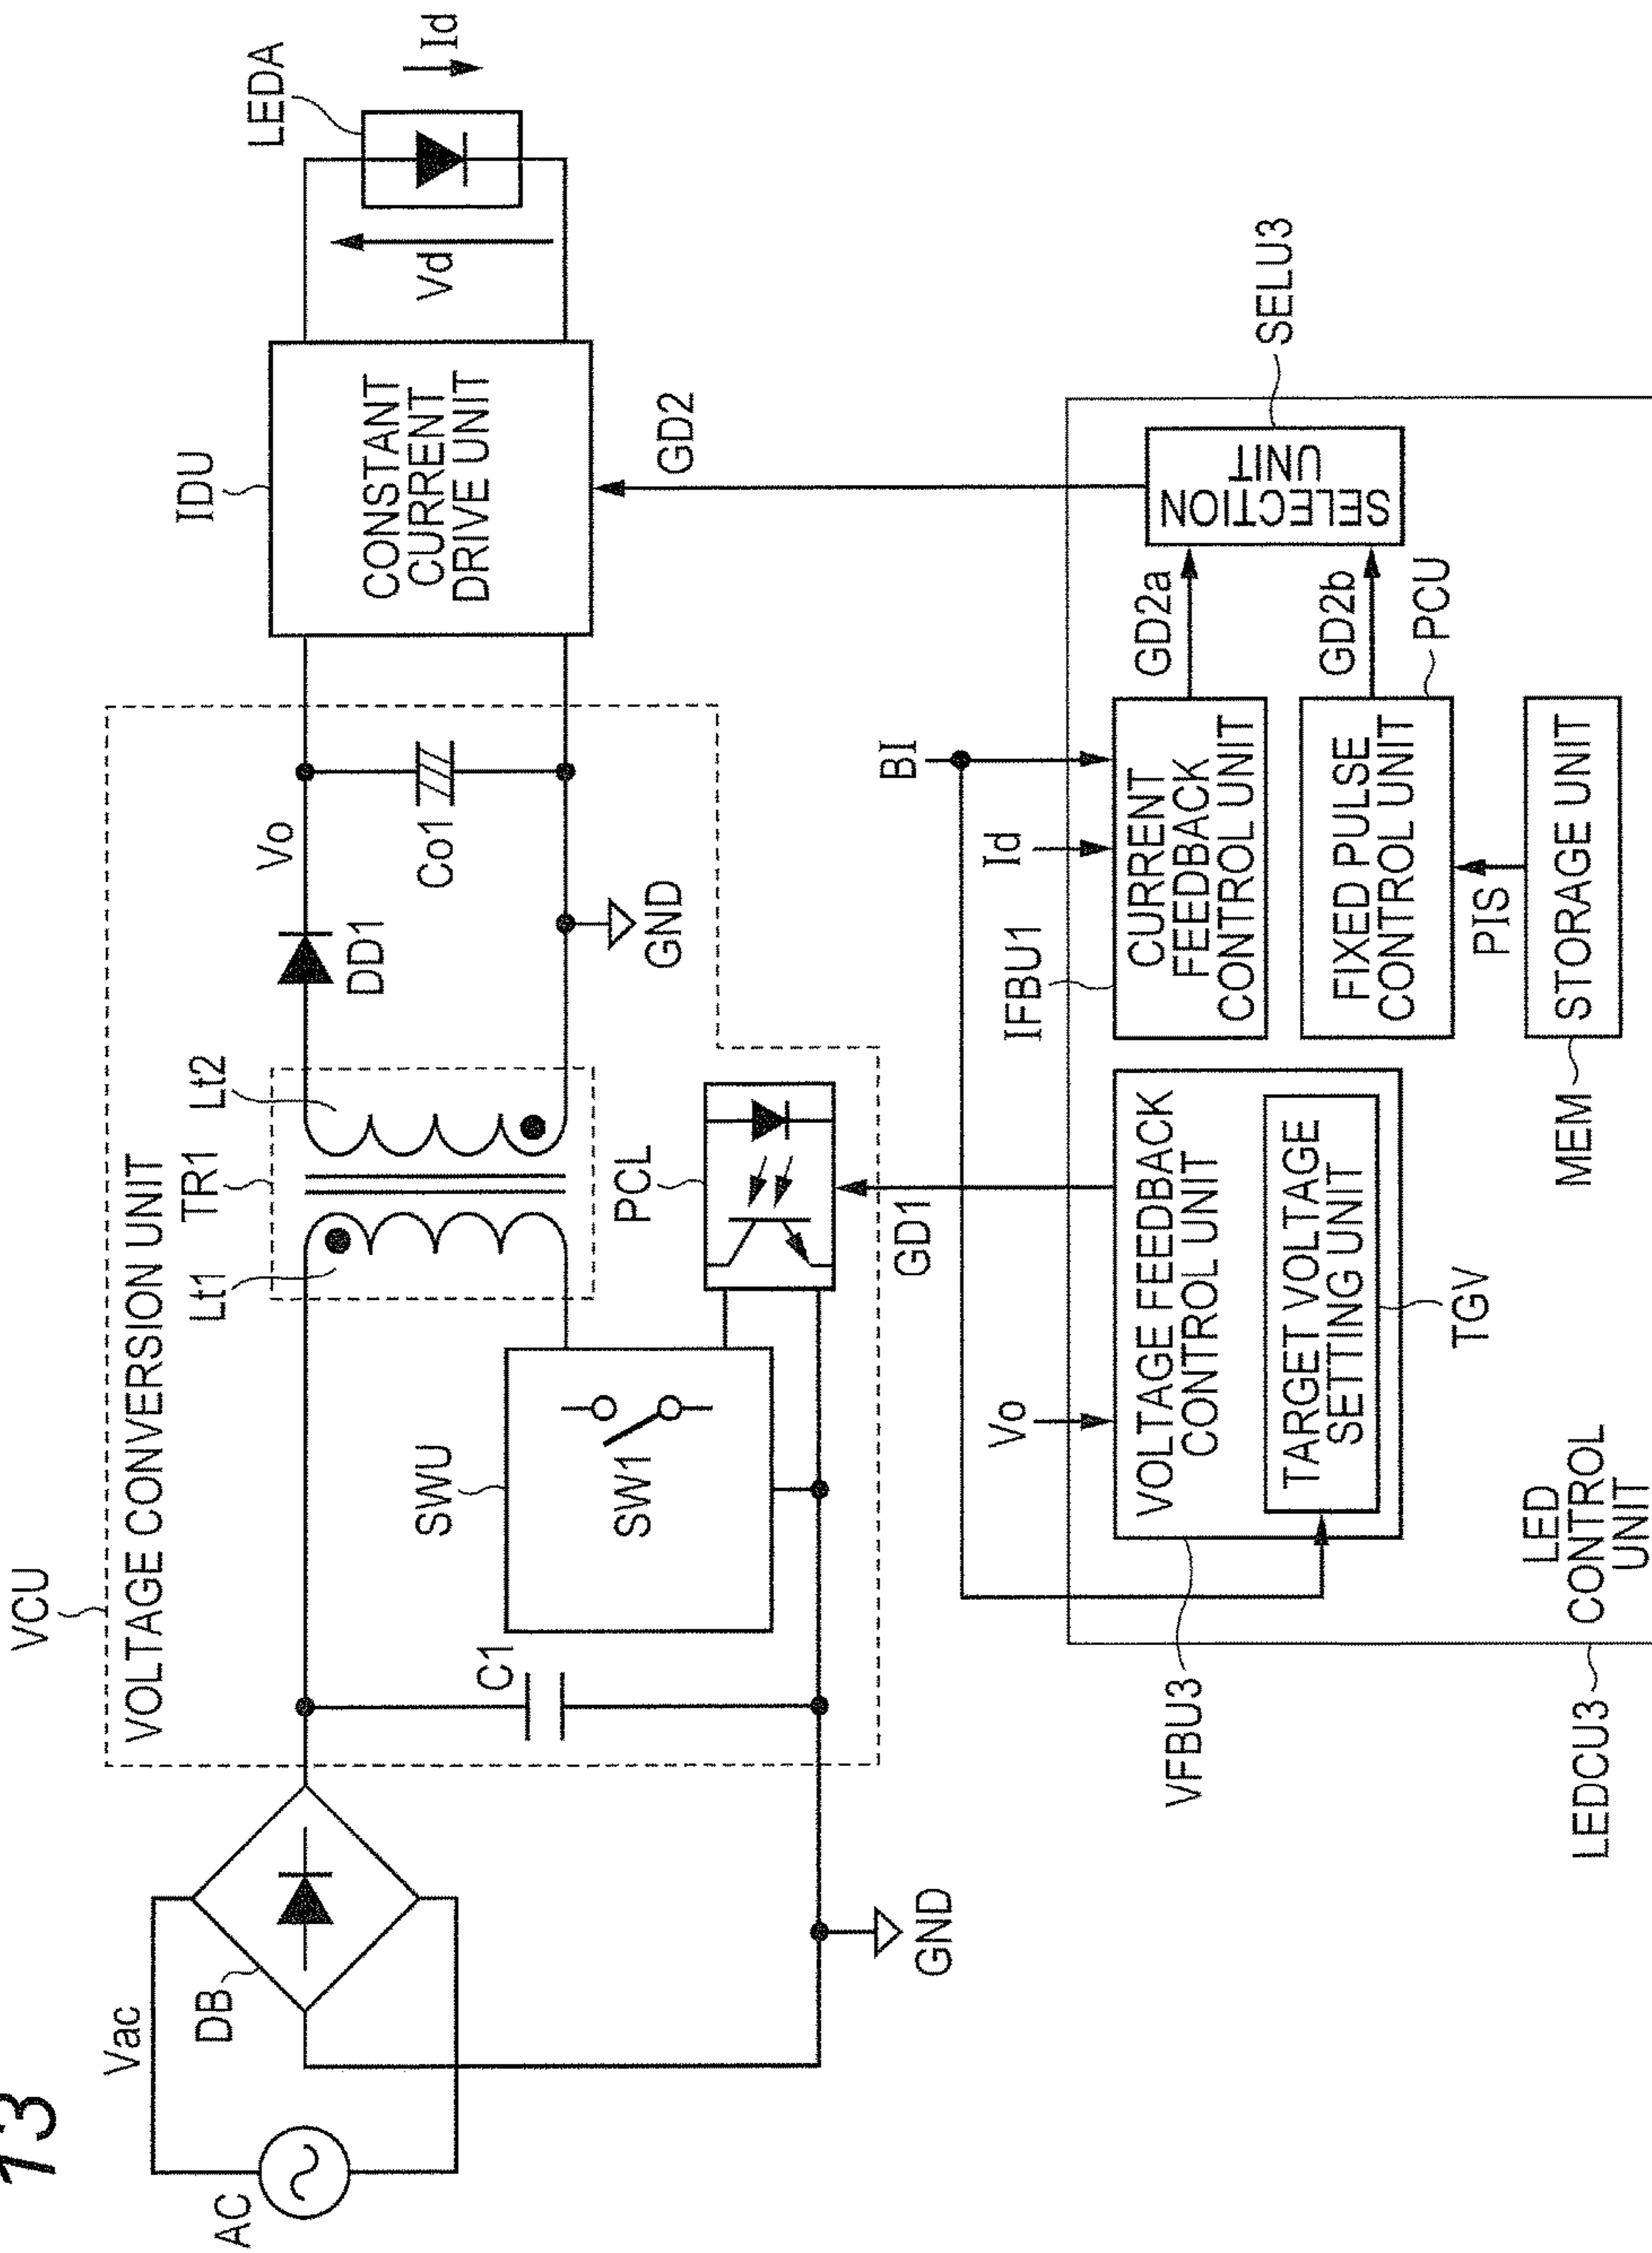 13
VCU
VOLTAGE CONVERSION UNIT
Vac
AC
DB
C1
SWU
SW1
Lt1
TR1
Lt2
PCL
DD1
Vo
Co1
GND
GND
IDU
CONSTANT
CURRENT
DRIVE UNIT
Vd
LEDA
Id
GD1
GD2
Vo
Id
BI
VFBU3
VOLTAGE FEEDBACK
CONTROL UNIT
TARGET VOLTAGE
SETTING UNIT
TGV
IFBU1
CURRENT
FEEDBACK
CONTROL UNIT
GD2a
FIXED PULSE
CONTROL UNIT
GD2b
PCU
PIS
MEM
STORAGE UNIT
SELECTION
UNIT
SELU3
LEDCU3
LED
CONTROL
UNIT